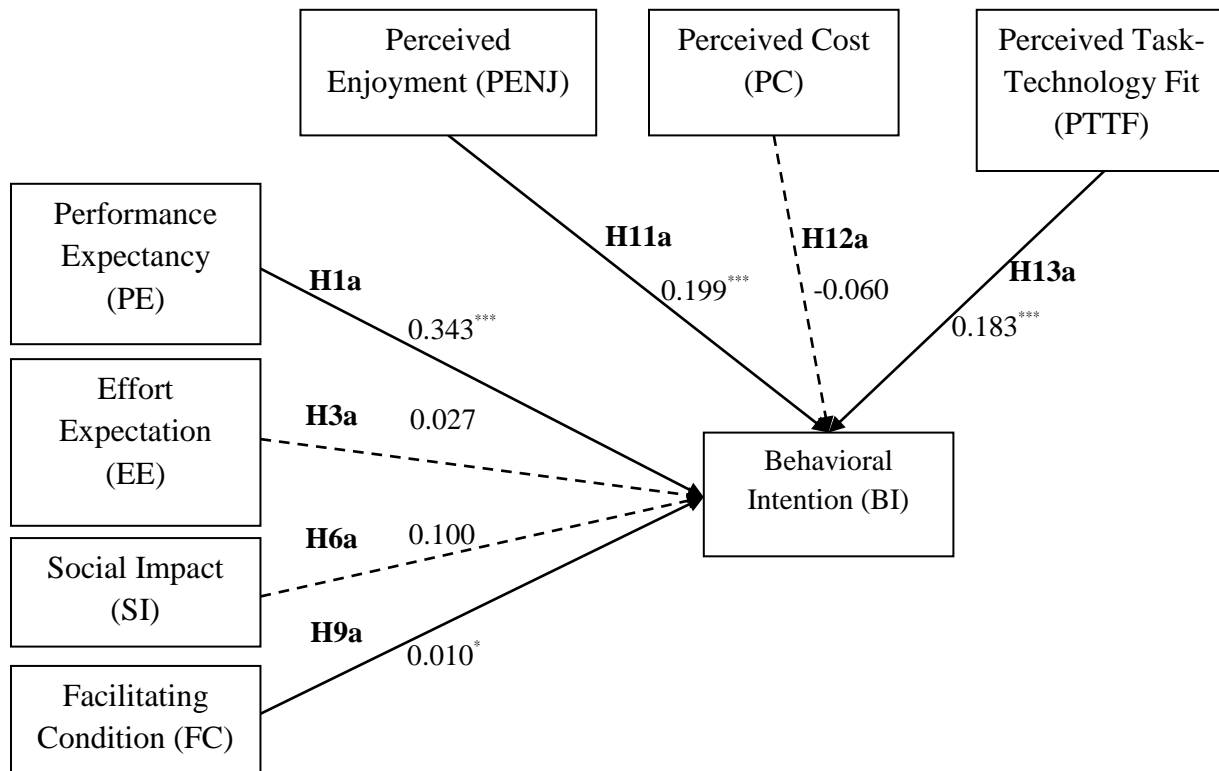 Perceived
Enjoyment (PENJ)
Perceived Cost
(PC)
Perceived Task-
Technology Fit
(PTTF)
Performance
Expectancy
(PE)
H1a
0.343***
H11a
0.199***
H12a
-0.060
H13a
0.183***
Effort
Expectation
(EE)
H3a 0.027
Behavioral
Intention (BI)
Social Impact
(SI)
H6a 0.100
H9a
0.010*
Facilitating
Condition (FC)